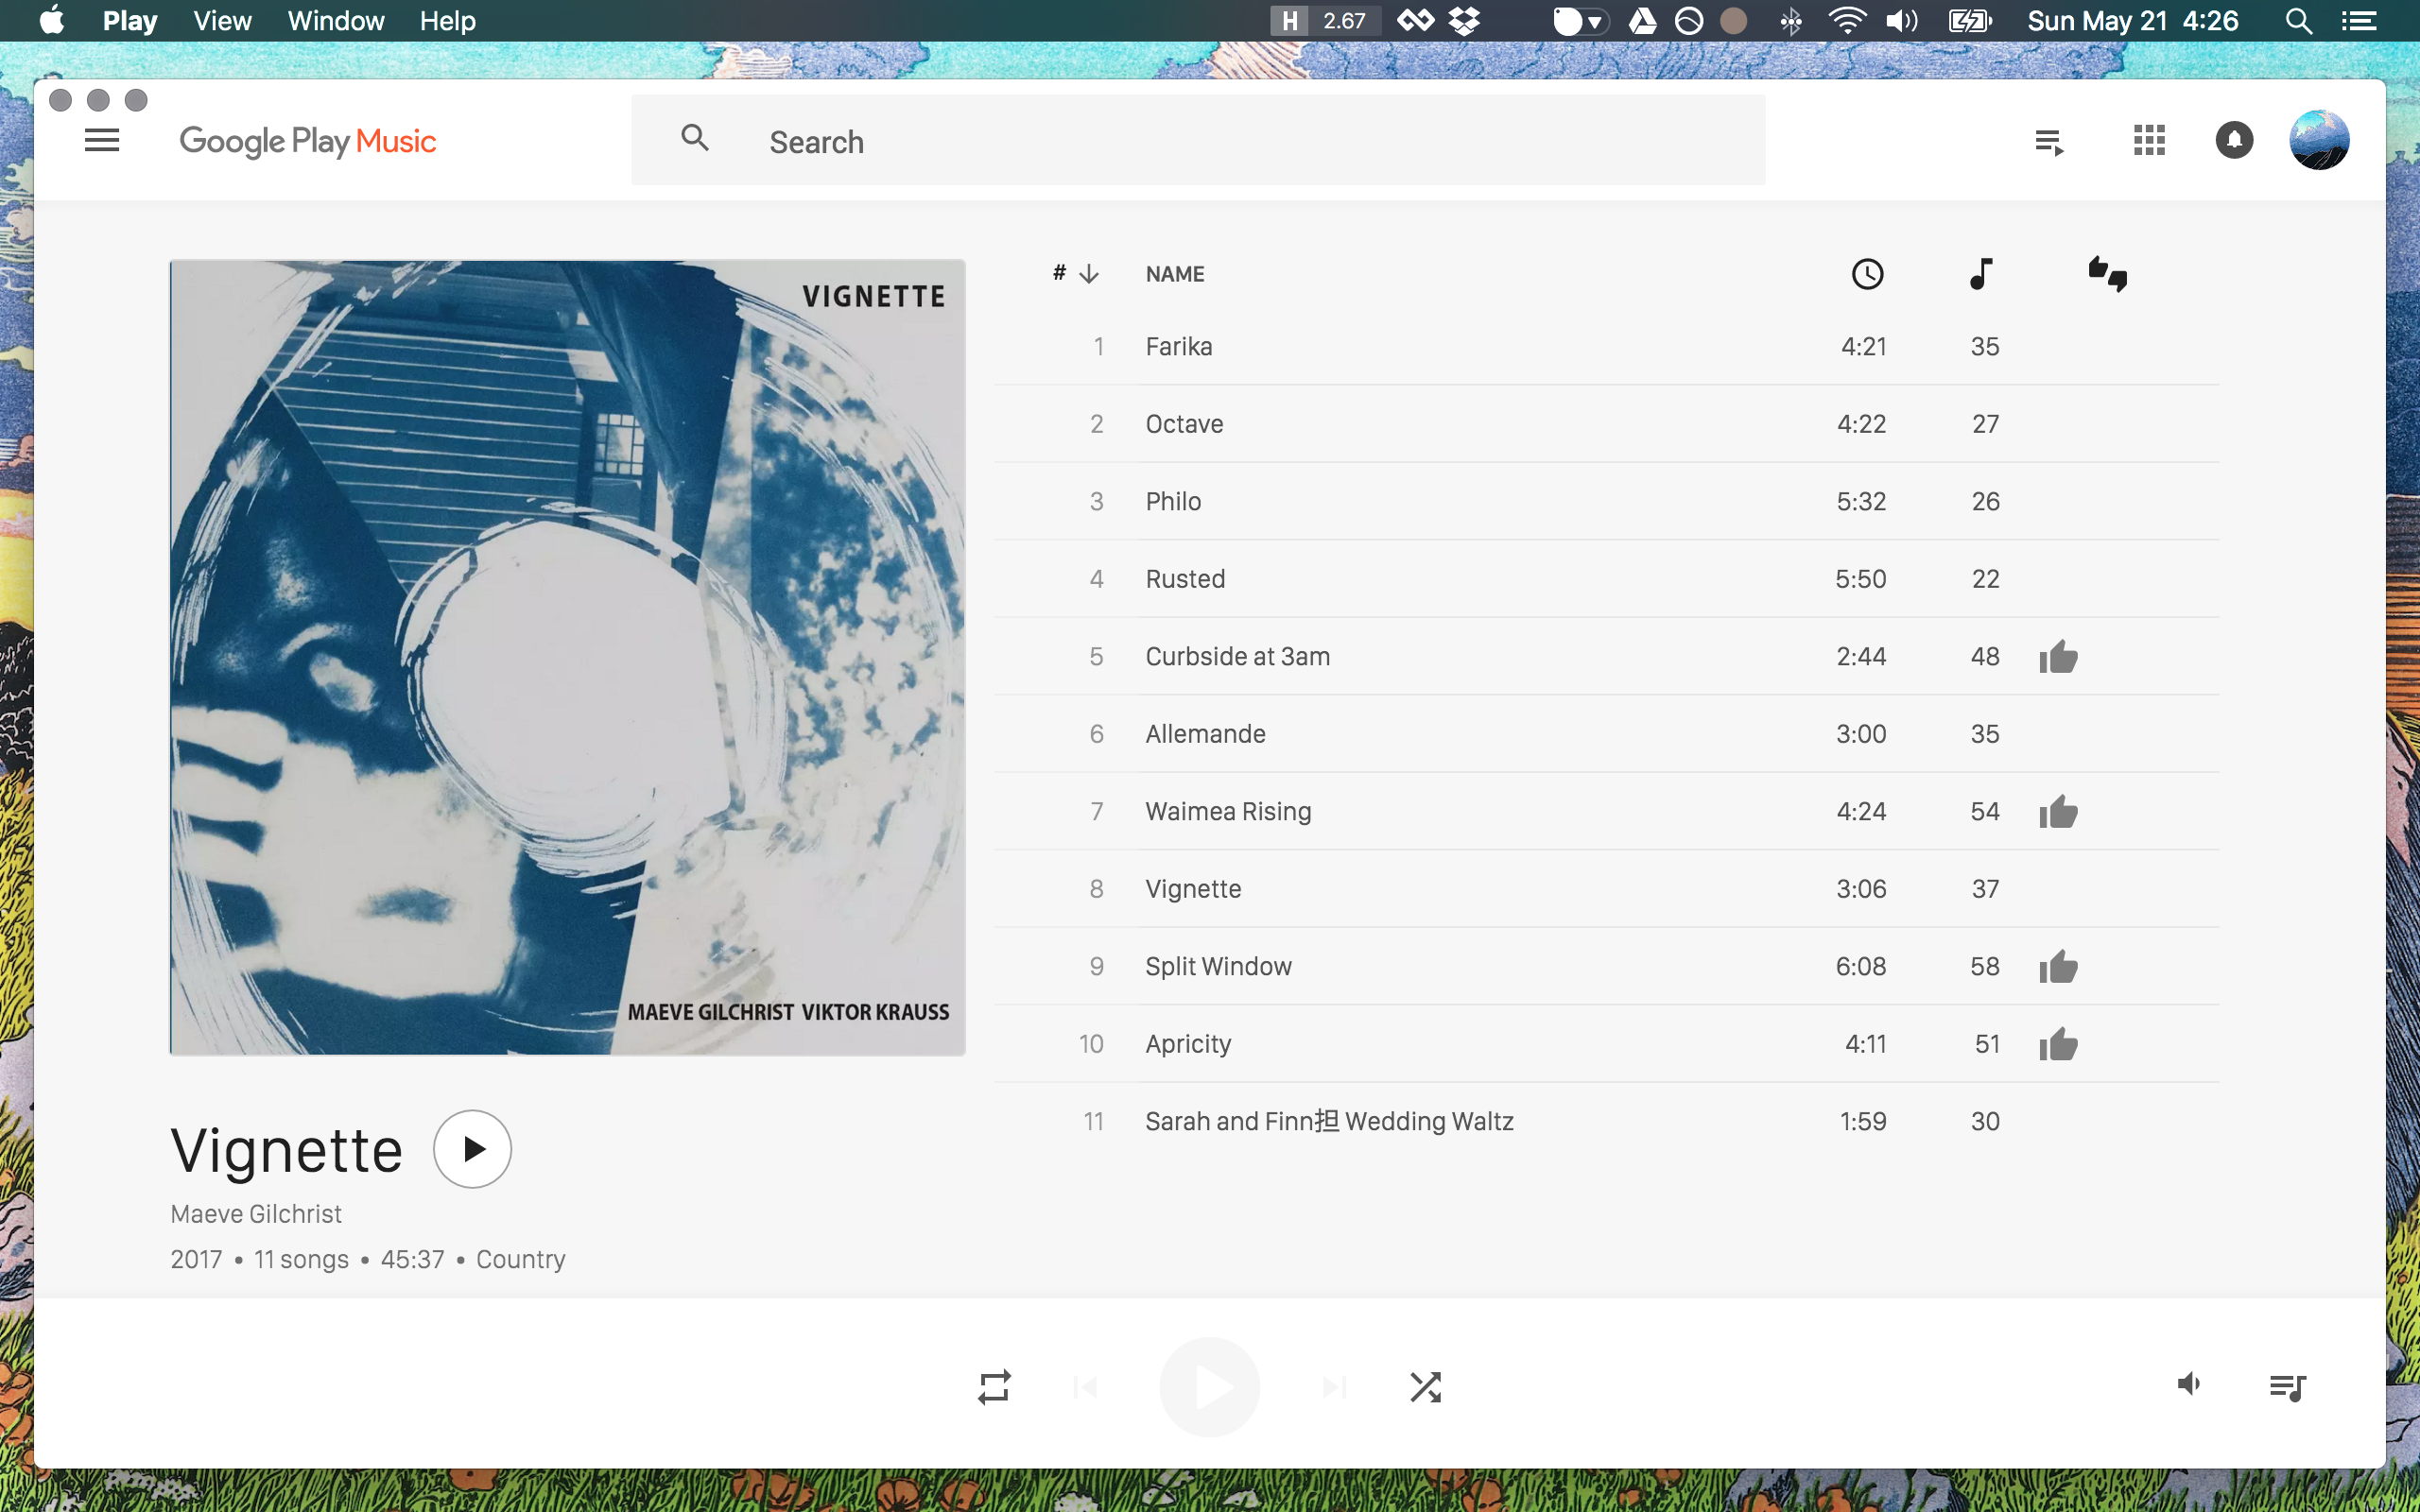 Play View Window Help H 2.67 Sun May 21 4:26
Google Play Music
Search
VIGNETTE
MAEVE GILCHRIST VIKTOR KRAUSS
Vignette
Maeve Gilchrist
2017 • 11 songs • 45:37 • Country
# NAME
1 Farika 4:21 35
2 Octave 4:22 27
3 Philo 5:32 26
4 Rusted 5:50 22
5 Curbside at 3am 2:44 48
6 Allemande 3:00 35
7 Waimea Rising 4:24 54
8 Vignette 3:06 37
9 Split Window 6:08 58
10 Apricity 4:11 51
11 Sarah and Finn担 Wedding Waltz 1:59 30